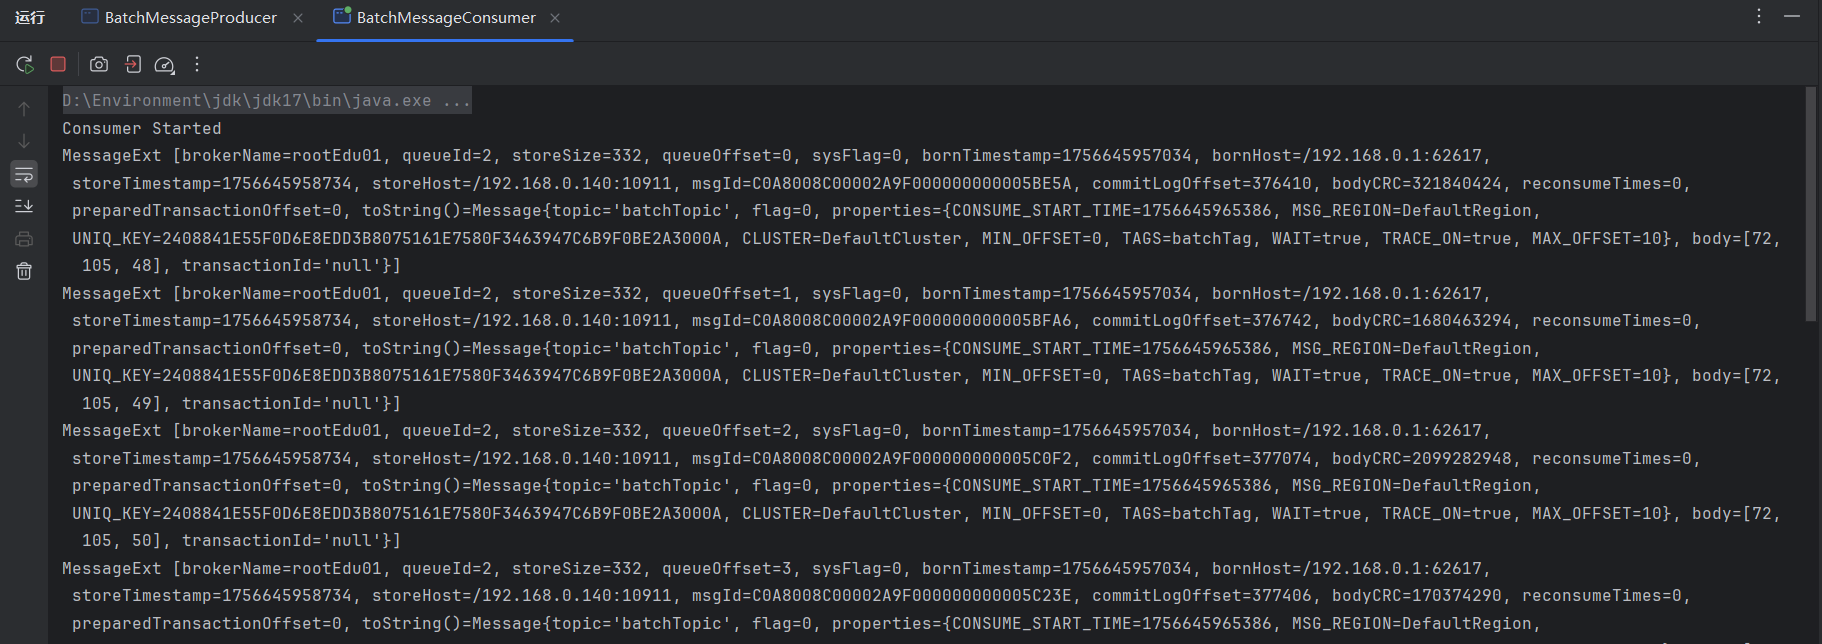 运行 BatchMessageProducer BatchMessageConsumer
D:\Environment\jdk\jdk17\bin\java.exe ...
Consumer Started
MessageExt [brokerName=rootEdu01, queueId=2, storeSize=332, queueOffset=0, sysFlag=0, bornTimestamp=1756645957034, bornHost=/192.168.0.1:62617,
storeTimestamp=1756645958734, storeHost=/192.168.0.140:10911, msgId=C0A8008C00002A9F000000000005BE5A, commitLogOffset=376410, bodyCRC=321840424, reconsumeTimes=0,
preparedTransactionOffset=0, toString()=Message{topic='batchTopic', flag=0, properties={CONSUME_START_TIME=1756645965386, MSG_REGION=DefaultRegion,
UNIQ_KEY=2408841E55F0D6E8EDD3B8075161E7580F3463947C6B9F0BE2A3000A, CLUSTER=DefaultCluster, MIN_OFFSET=0, TAGS=batchTag, WAIT=true, TRACE_ON=true, MAX_OFFSET=10}, body=[72,
105, 48], transactionId='null'}]
MessageExt [brokerName=rootEdu01, queueId=2, storeSize=332, queueOffset=1, sysFlag=0, bornTimestamp=1756645957034, bornHost=/192.168.0.1:62617,
storeTimestamp=1756645958734, storeHost=/192.168.0.140:10911, msgId=C0A8008C00002A9F000000000005BFA6, commitLogOffset=376742, bodyCRC=1680463294, reconsumeTimes=0,
preparedTransactionOffset=0, toString()=Message{topic='batchTopic', flag=0, properties={CONSUME_START_TIME=1756645965386, MSG_REGION=DefaultRegion,
UNIQ_KEY=2408841E55F0D6E8EDD3B8075161E7580F3463947C6B9F0BE2A3000A, CLUSTER=DefaultCluster, MIN_OFFSET=0, TAGS=batchTag, WAIT=true, TRACE_ON=true, MAX_OFFSET=10}, body=[72,
105, 49], transactionId='null'}]
MessageExt [brokerName=rootEdu01, queueId=2, storeSize=332, queueOffset=2, sysFlag=0, bornTimestamp=1756645957034, bornHost=/192.168.0.1:62617,
storeTimestamp=1756645958734, storeHost=/192.168.0.140:10911, msgId=C0A8008C00002A9F000000000005C0F2, commitLogOffset=377074, bodyCRC=2099282948, reconsumeTimes=0,
preparedTransactionOffset=0, toString()=Message{topic='batchTopic', flag=0, properties={CONSUME_START_TIME=1756645965386, MSG_REGION=DefaultRegion,
UNIQ_KEY=2408841E55F0D6E8EDD3B8075161E7580F3463947C6B9F0BE2A3000A, CLUSTER=DefaultCluster, MIN_OFFSET=0, TAGS=batchTag, WAIT=true, TRACE_ON=true, MAX_OFFSET=10}, body=[72,
105, 50], transactionId='null'}]
MessageExt [brokerName=rootEdu01, queueId=2, storeSize=332, queueOffset=3, sysFlag=0, bornTimestamp=1756645957034, bornHost=/192.168.0.1:62617,
storeTimestamp=1756645958734, storeHost=/192.168.0.140:10911, msgId=C0A8008C00002A9F000000000005C23E, commitLogOffset=377406, bodyCRC=170374290, reconsumeTimes=0,
preparedTransactionOffset=0, toString()=Message{topic='batchTopic', flag=0, properties={CONSUME_START_TIME=1756645965386, MSG_REGION=DefaultRegion,